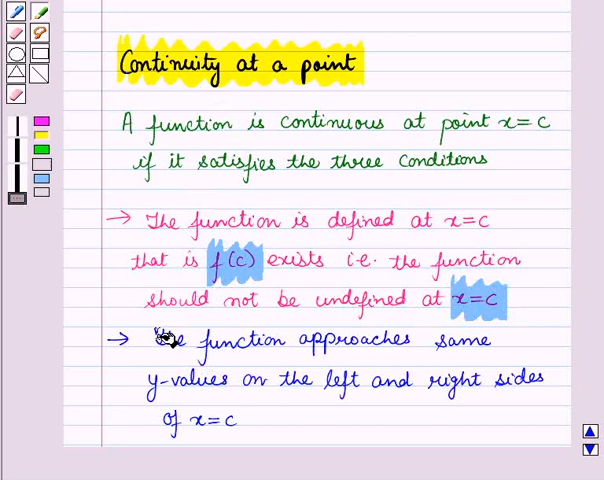 Continuity at a point
A function is continuous at point x=c
if it satisfies the three conditions
→ The function is defined at x=c
that is f(c) exists i.e. the function
should not be undefined at x=c
→ The function approaches same
y-values on the left and right sides
of x=c